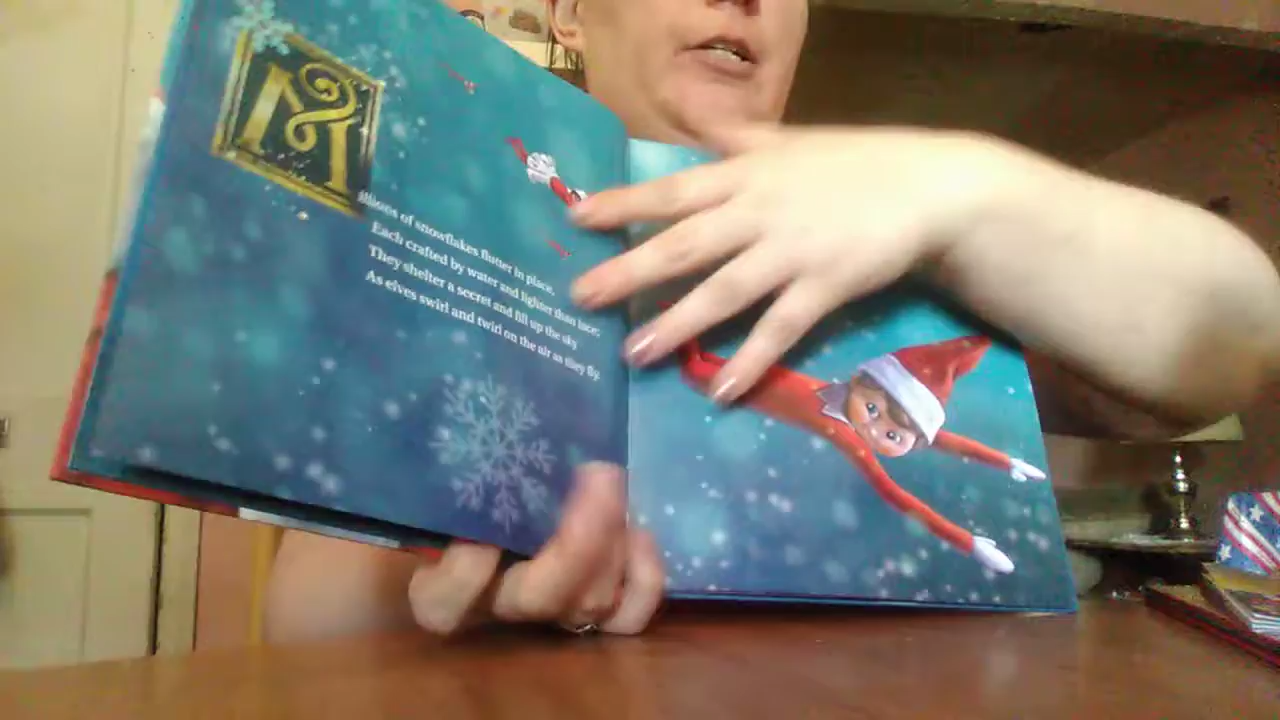 Millions of snowflakes flutter in place,
Each crafted by water and lighter than lace;
They shelter a secret and fill up the sky
As elves swirl and twirl on the air as they fly.